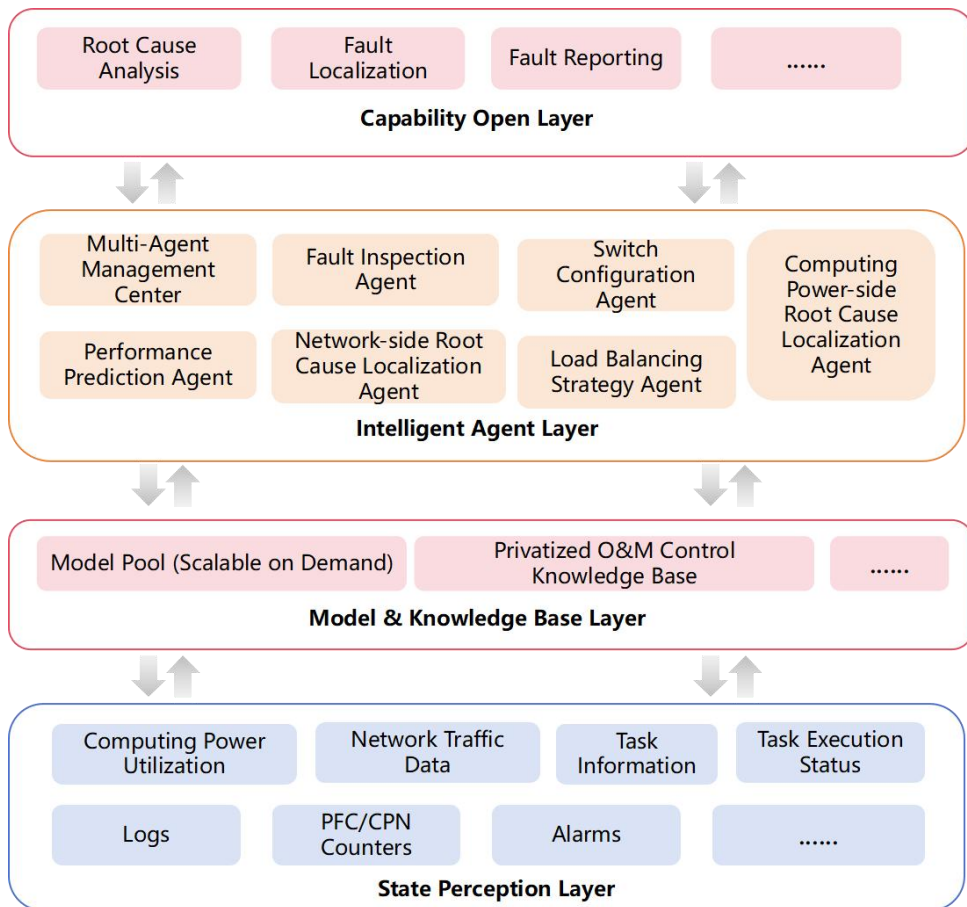 Root Cause
Analysis
Fault
Localization
Fault Reporting
......
Capability Open Layer
Multi-Agent
Management
Center
Fault Inspection
Agent
Switch
Configuration
Agent
Computing
Power-side
Root Cause
Localization
Agent
Performance
Prediction Agent
Network-side Root
Cause Localization
Agent
Load Balancing
Strategy Agent
Intelligent Agent Layer
Model Pool (Scalable on Demand)
Privatized O&M Control
Knowledge Base
......
Model & Knowledge Base Layer
Computing Power
Utilization
Network Traffic
Data
Task
Information
Task Execution
Status
Logs
PFC/CPN
Counters
Alarms
......
State Perception Layer